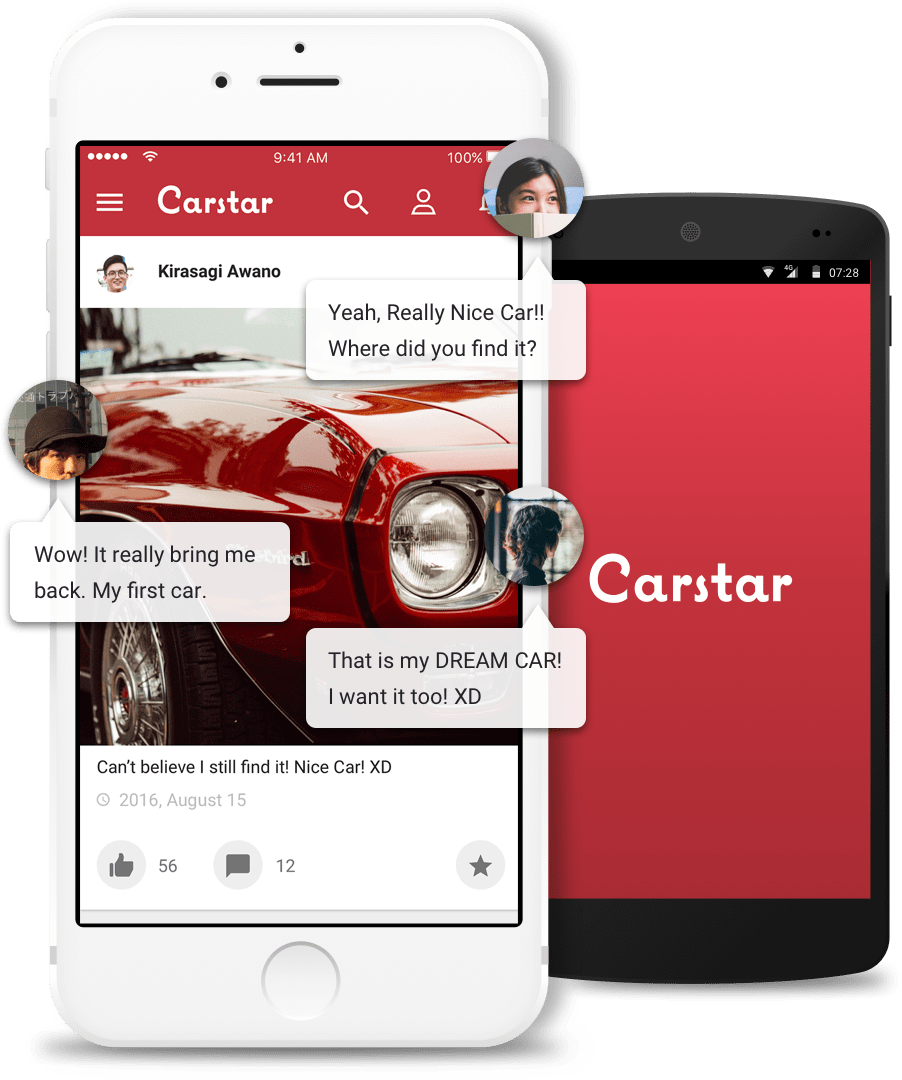 9:41 AM
100%
Carstar
Kirasagi Awano
Yeah, Really Nice Car!!
Where did you find it?
4G
07:28
Wow! It really bring me
back. My first car.
Carstar
That is my DREAM CAR!
I want it too! XD
Can’t believe I still find it! Nice Car! XD
2016, August 15
56
12